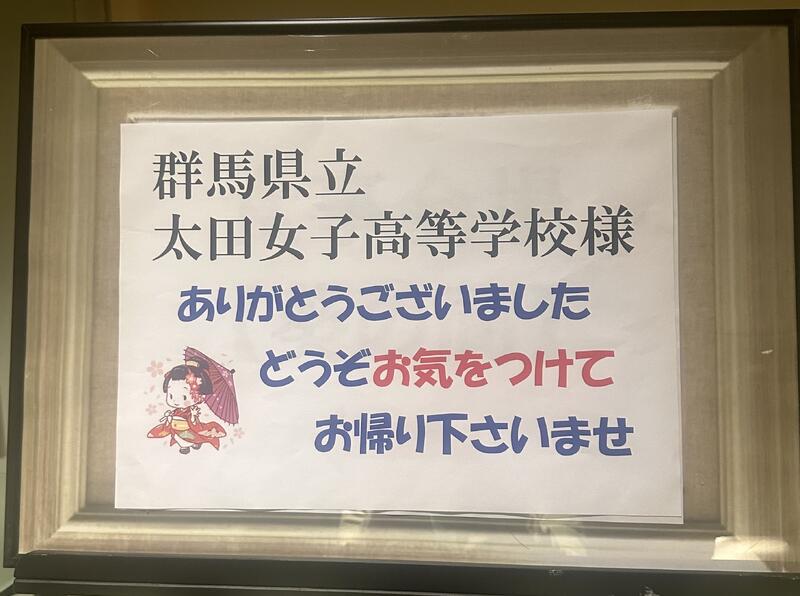 群馬県立
太田女子高等学校様
ありがとうございました
どうぞお気をつけて
お帰り下さいませ